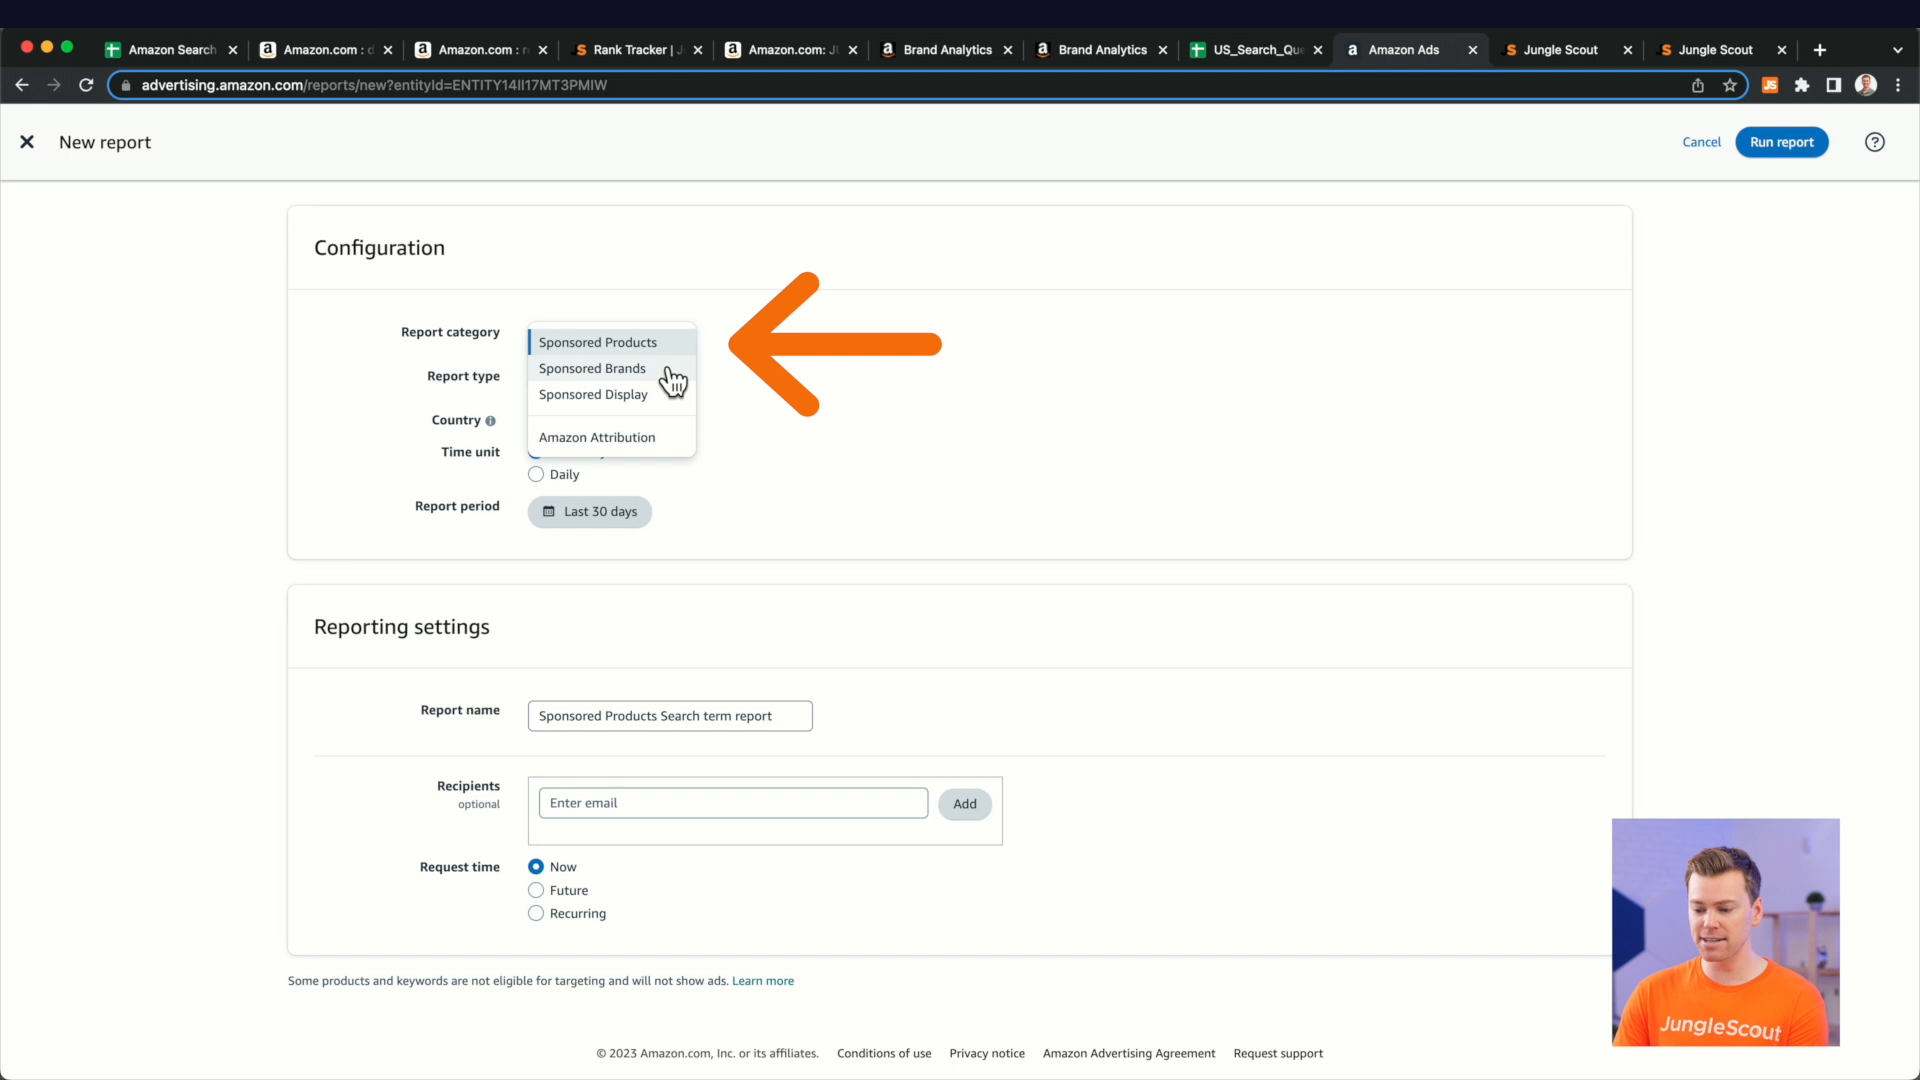 Amazon Search
Amazon.com : d
Amazon.com : r
Rank Tracker | J
Amazon.com: JU
Brand Analytics
Brand Analytics
US_Search_Que
Amazon Ads
Jungle Scout
Jungle Scout
advertising.amazon.com/reports/new?entityId=ENTITY14II17MT3PMIW
JS
New report
Cancel
Run report
Configuration
Report category
Sponsored Products
Sponsored Brands
Report type
Sponsored Display
Country
Amazon Attribution
Time unit
Daily
Report period
Last 30 days
Reporting settings
Report name
Sponsored Products Search term report
Recipients
optional
Enter email
Add
Request time
Now
Future
Recurring
Some products and keywords are not eligible for targeting and will not show ads. Learn more
JungleScout
© 2023 Amazon.com, Inc. or its affiliates. Conditions of use Privacy notice Amazon Advertising Agreement Request support